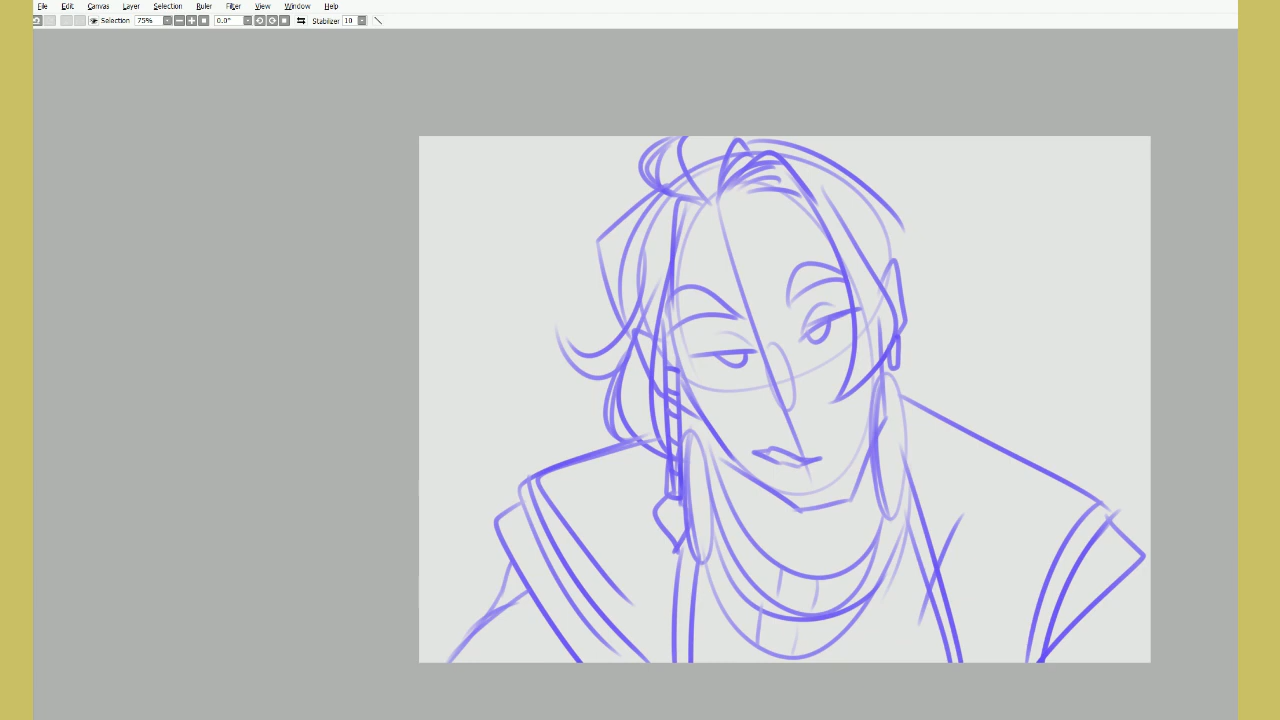 File Edit Canvas Layer Selection Ruler Filter View Window Help
Selection 75% 0.0° Stabilizer 10